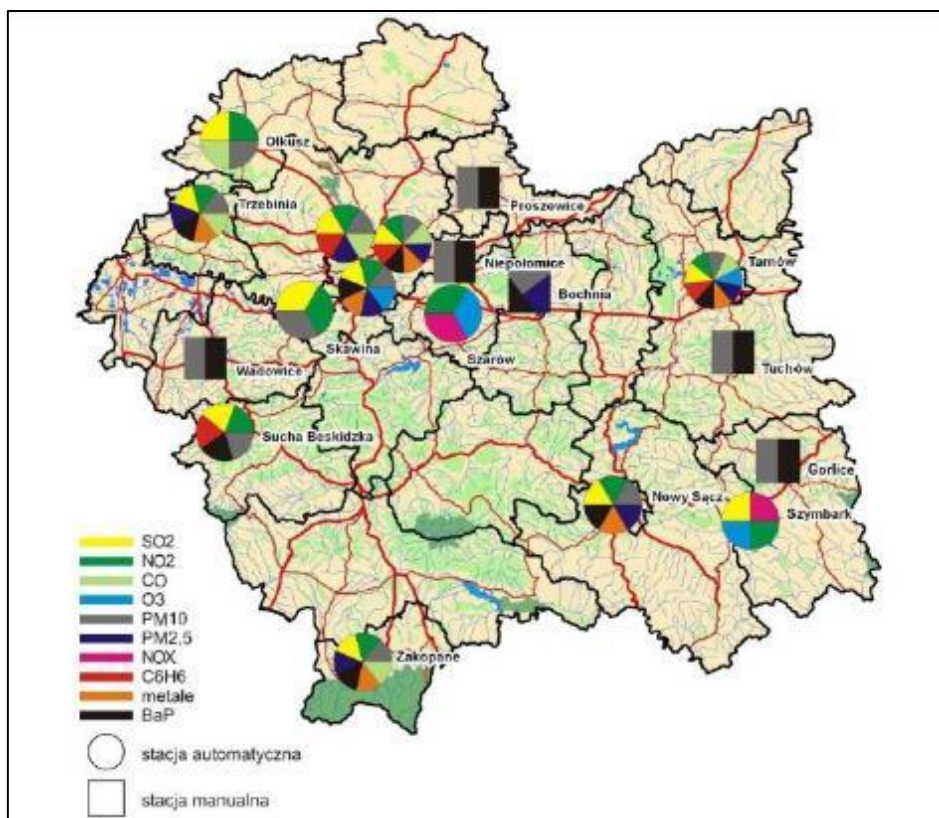 Olkusz
Trzebinia
Proszowice
Niepołomice
Tarnów
Bochnia
Skawina
Szarów
Wadowice
Tuchów
Sucha Beskidzka
Gorlice
Nowy Sącz
Szymbark
Zakopane
SO2
NO2
CO
O3
PM10
PM2,5
NOX
C6H6
metale
BaP
stacja automatyczna
stacja manualna